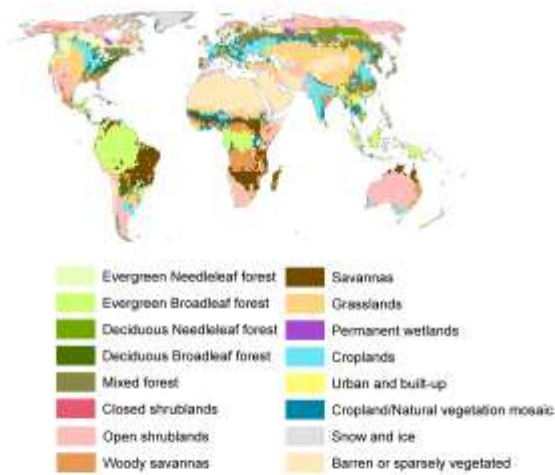 Evergreen Needleleaf forest
Evergreen Broadleaf forest
Deciduous Needleleaf forest
Deciduous Broadleaf forest
Mixed forest
Closed shrublands
Open shrublands
Woody savannas
Savannas
Grasslands
Permanent wetlands
Croplands
Urban and built-up
Cropland/Natural vegetation mosaic
Snow and ice
Barren or sparsely vegetated